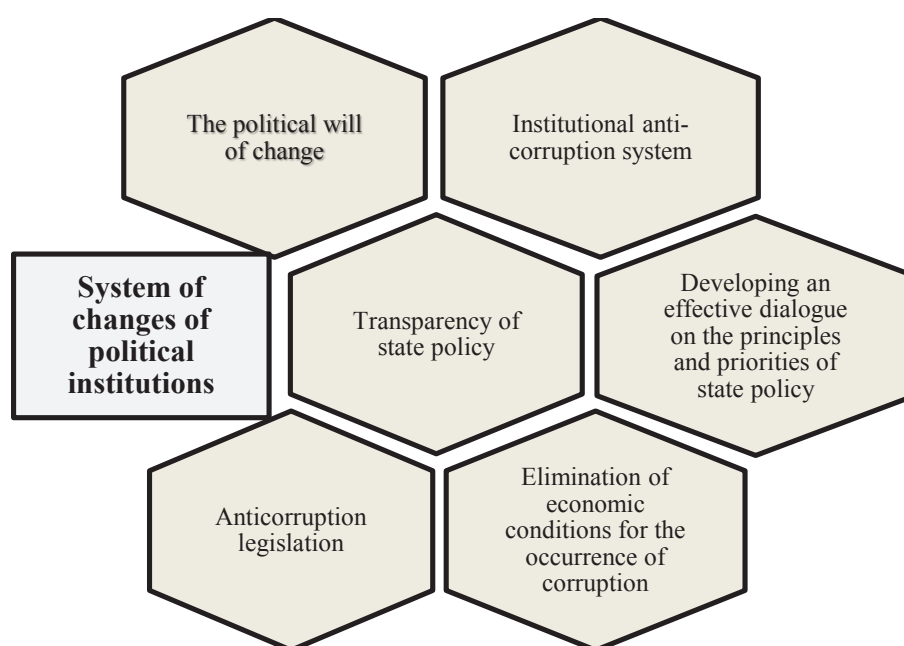 The political will
of change
Institutional anti-
corruption system
System of
changes of
political
institutions
Transparency of
state policy
Developing an
effective dialogue
on the principles
and priorities of
state policy
Anticorruption
legislation
Elimination of
economic
conditions for the
occurrence of
corruption